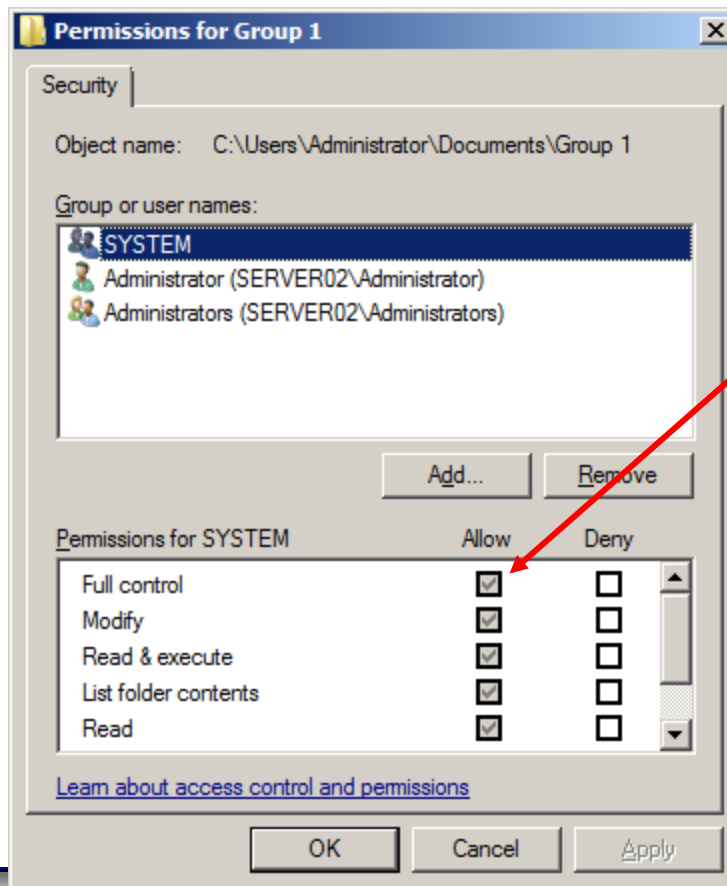 Permissions for Group 1
Security
Object name: C:\Users\Administrator\Documents\Group 1
Group or user names:
SYSTEM
Administrator (SERVER02\Administrator)
Administrators (SERVER02\Administrators)
Add... Remove
Permissions for SYSTEM Allow Deny
Full control
Modify
Read & execute
List folder contents
Read
Learn about access control and permissions
OK Cancel Apply